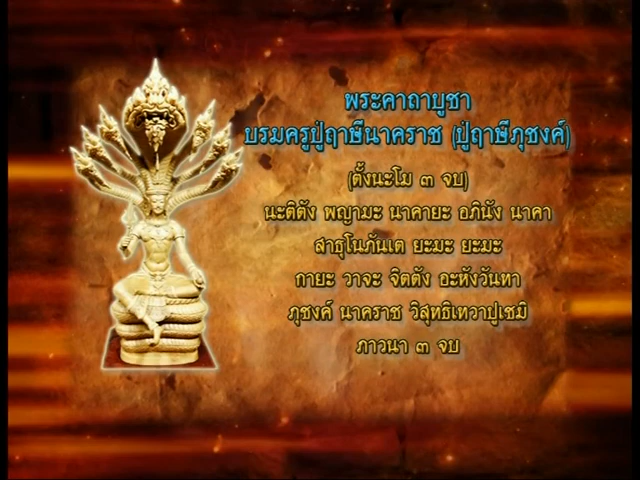 พระคาถาบูชา
บรมครูปู่ฤาษีนาคราช (ปู่ฤาษีภุชงค์)
(ตั้งนะโม ๓ จบ)
นะติตัง พญามะ นาคายะ อภินัง นาคา
สาธุโนภันเต ยะมะ ยะมะ
กายะ วาจะ จิตตัง อะหังวันทา
ภุชงค์ นาคราช วิสุทธิเทวาปูเชมิ
ภาวนา ๓ จบ